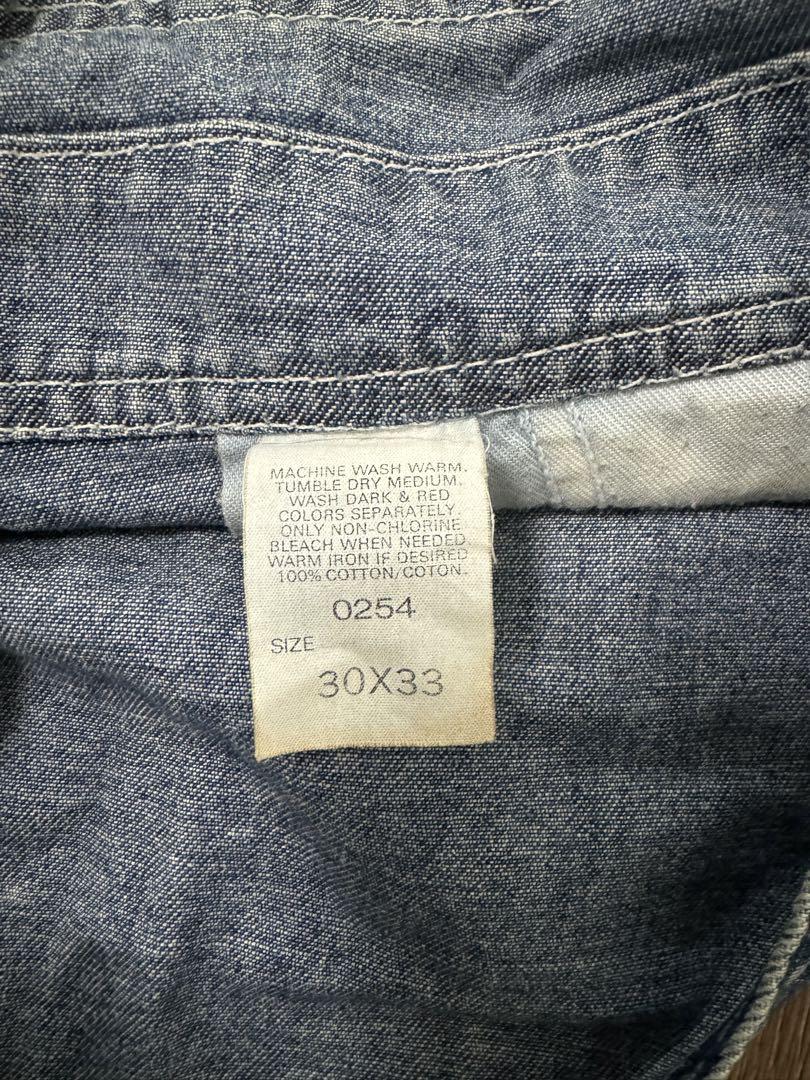 MACHINE WASH WARM.
TUMBLE DRY MEDIUM.
WASH DARK & RED
COLORS SEPARATELY.
ONLY NON-CHLORINE
BLEACH WHEN NEEDED.
WARM IRON IF DESIRED
100% COTTON/COTON.
0254
SIZE
30X33